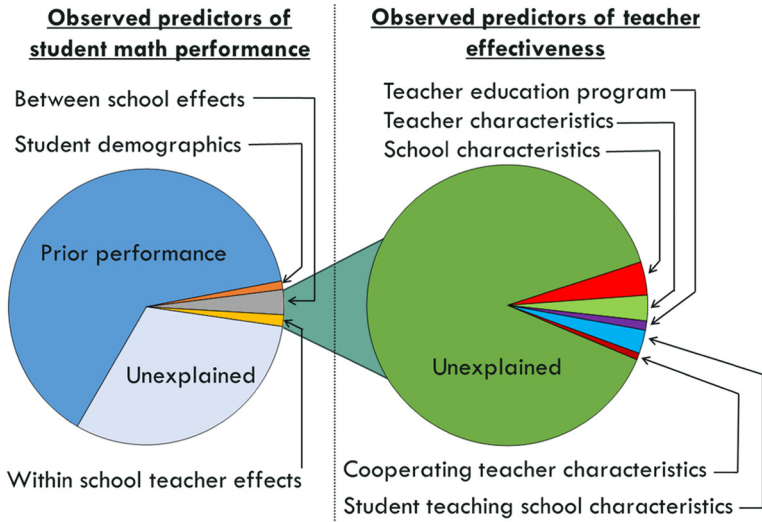 Observed predictors of
student math performance
Between school effects
Student demographics
Prior performance
Unexplained
Within school teacher effects
Observed predictors of teacher
effectiveness
Teacher education program
Teacher characteristics
School characteristics
Unexplained
Cooperating teacher characteristics
Student teaching school characteristics